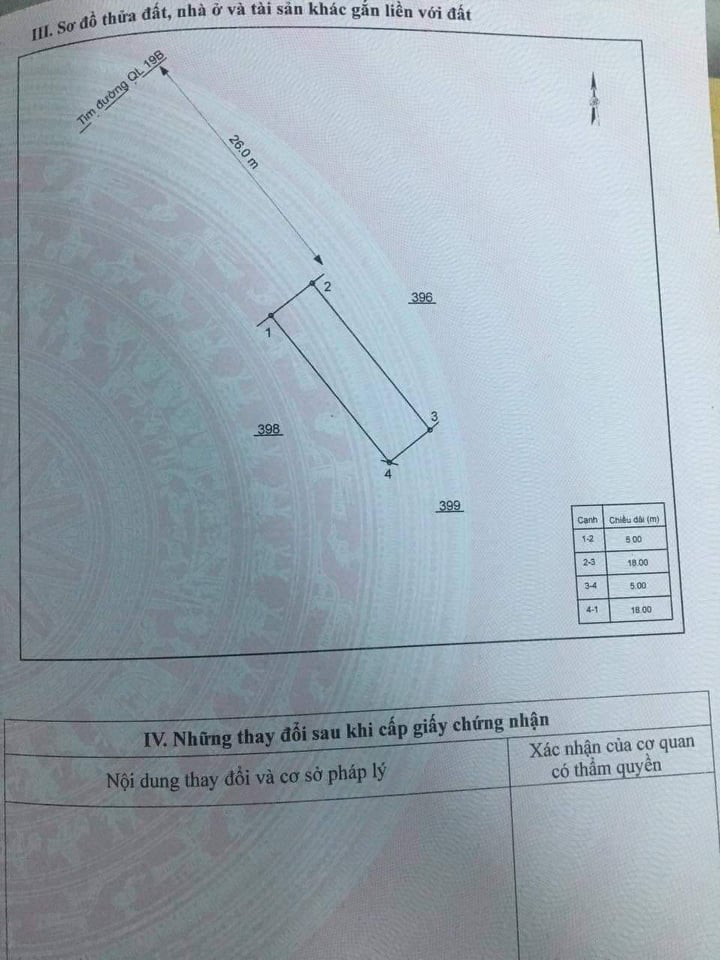 III. Sơ đồ thửa đất, nhà ở và tài sản khác gắn liền với đất
Tim đường QL 19B
26.0 m
2
396
1
3
398
4
399
Cạnh Chiều dài (m)
1-2 5.00
2-3 18.00
3-4 5.00
4-1 18.00
IV. Những thay đổi sau khi cấp giấy chứng nhận
Nội dung thay đổi và cơ sở pháp lý
Xác nhận của cơ quan
có thẩm quyền